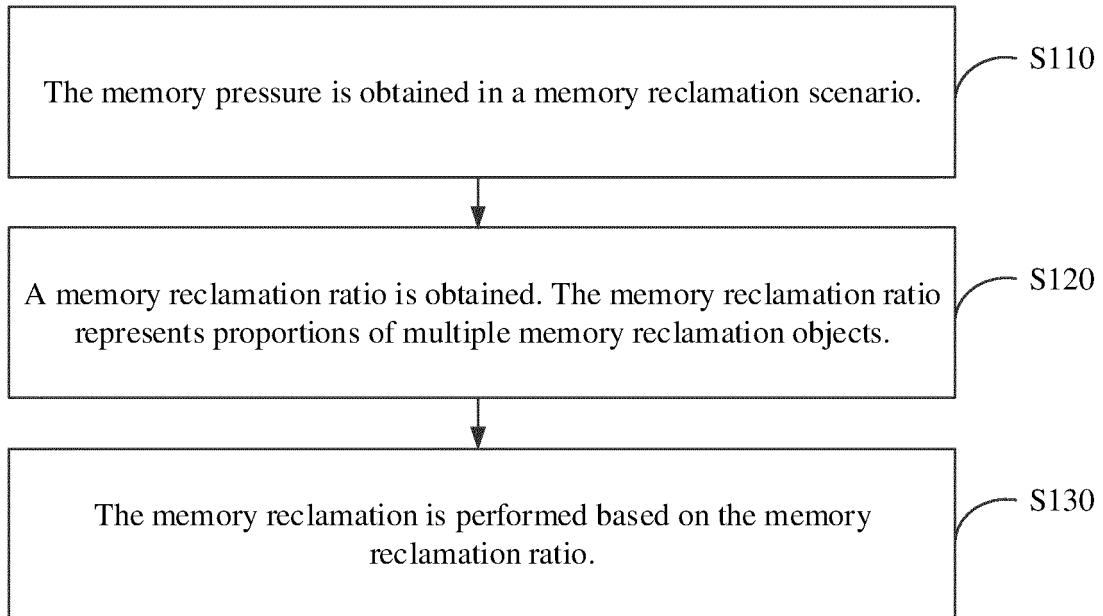 The memory pressure is obtained in a memory reclamation scenario.
S110
A memory reclamation ratio is obtained. The memory reclamation ratio
represents proportions of multiple memory reclamation objects.
S120
The memory reclamation is performed based on the memory
reclamation ratio.
S130